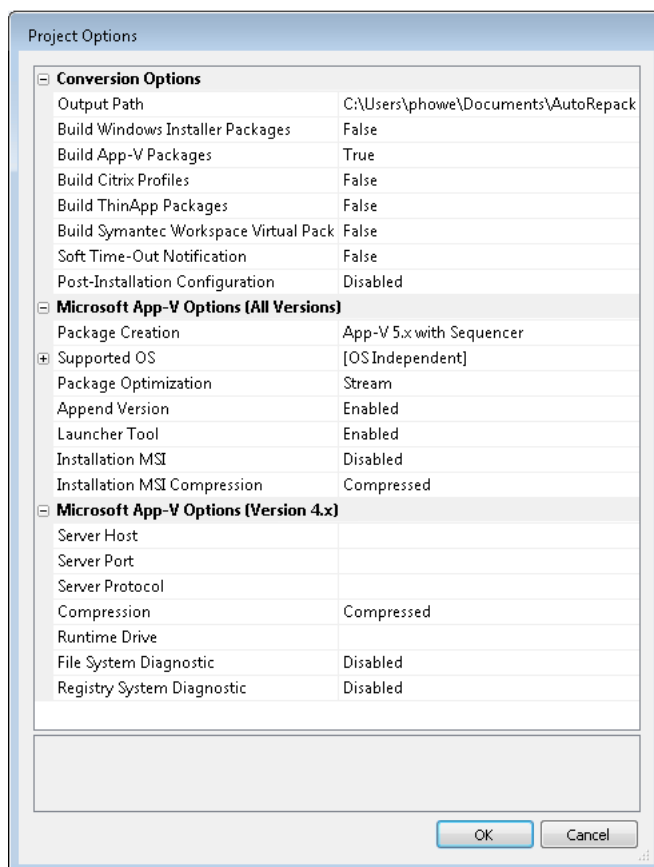 Project Options
Conversion Options
Output Path C:\Users\phowe\Documents\AutoRepack
Build Windows Installer Packages False
Build App-V Packages True
Build Citrix Profiles False
Build ThinApp Packages False
Build Symantec Workspace Virtual Pack False
Soft Time-Out Notification False
Post-Installation Configuration Disabled
Microsoft App-V Options (All Versions)
Package Creation App-V 5.x with Sequencer
Supported OS [OS Independent]
Package Optimization Stream
Append Version Enabled
Launcher Tool Enabled
Installation MSI Disabled
Installation MSI Compression Compressed
Microsoft App-V Options (Version 4.x)
Server Host
Server Port
Server Protocol
Compression Compressed
Runtime Drive
File System Diagnostic Disabled
Registry System Diagnostic Disabled
OK Cancel